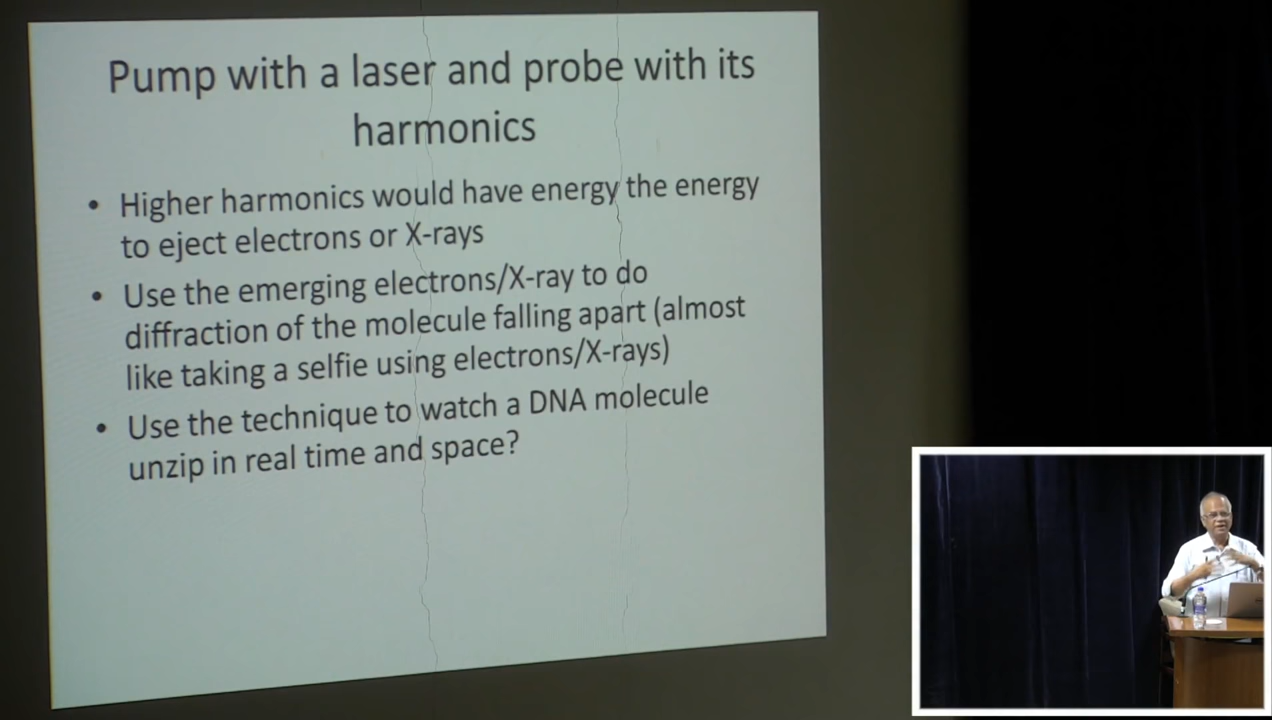 Pump with a laser and probe with its
harmonics
• Higher harmonics would have energy the energy
to eject electrons or X-rays
• Use the emerging electrons/X-ray to do
diffraction of the molecule falling apart (almost
like taking a selfie using electrons/X-rays)
• Use the technique to watch a DNA molecule
unzip in real time and space?